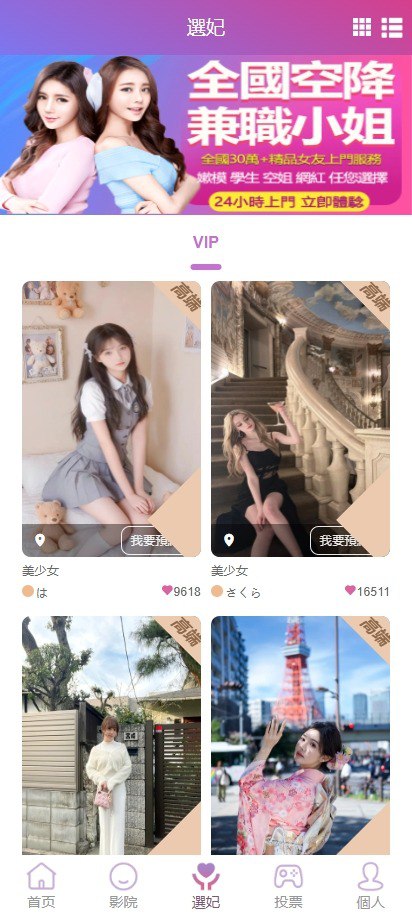 選妃
全國空降
兼職小姐
全國30萬+精品女友上門服務
嫩模 學生 空姐 網紅 任您選擇
24小時上門 立即體驗
VIP
高端
高端
我要預
我要預
美少女
美少女
は
9618
さくら
16511
高端
高端
首页
影院
選妃
投票
個人